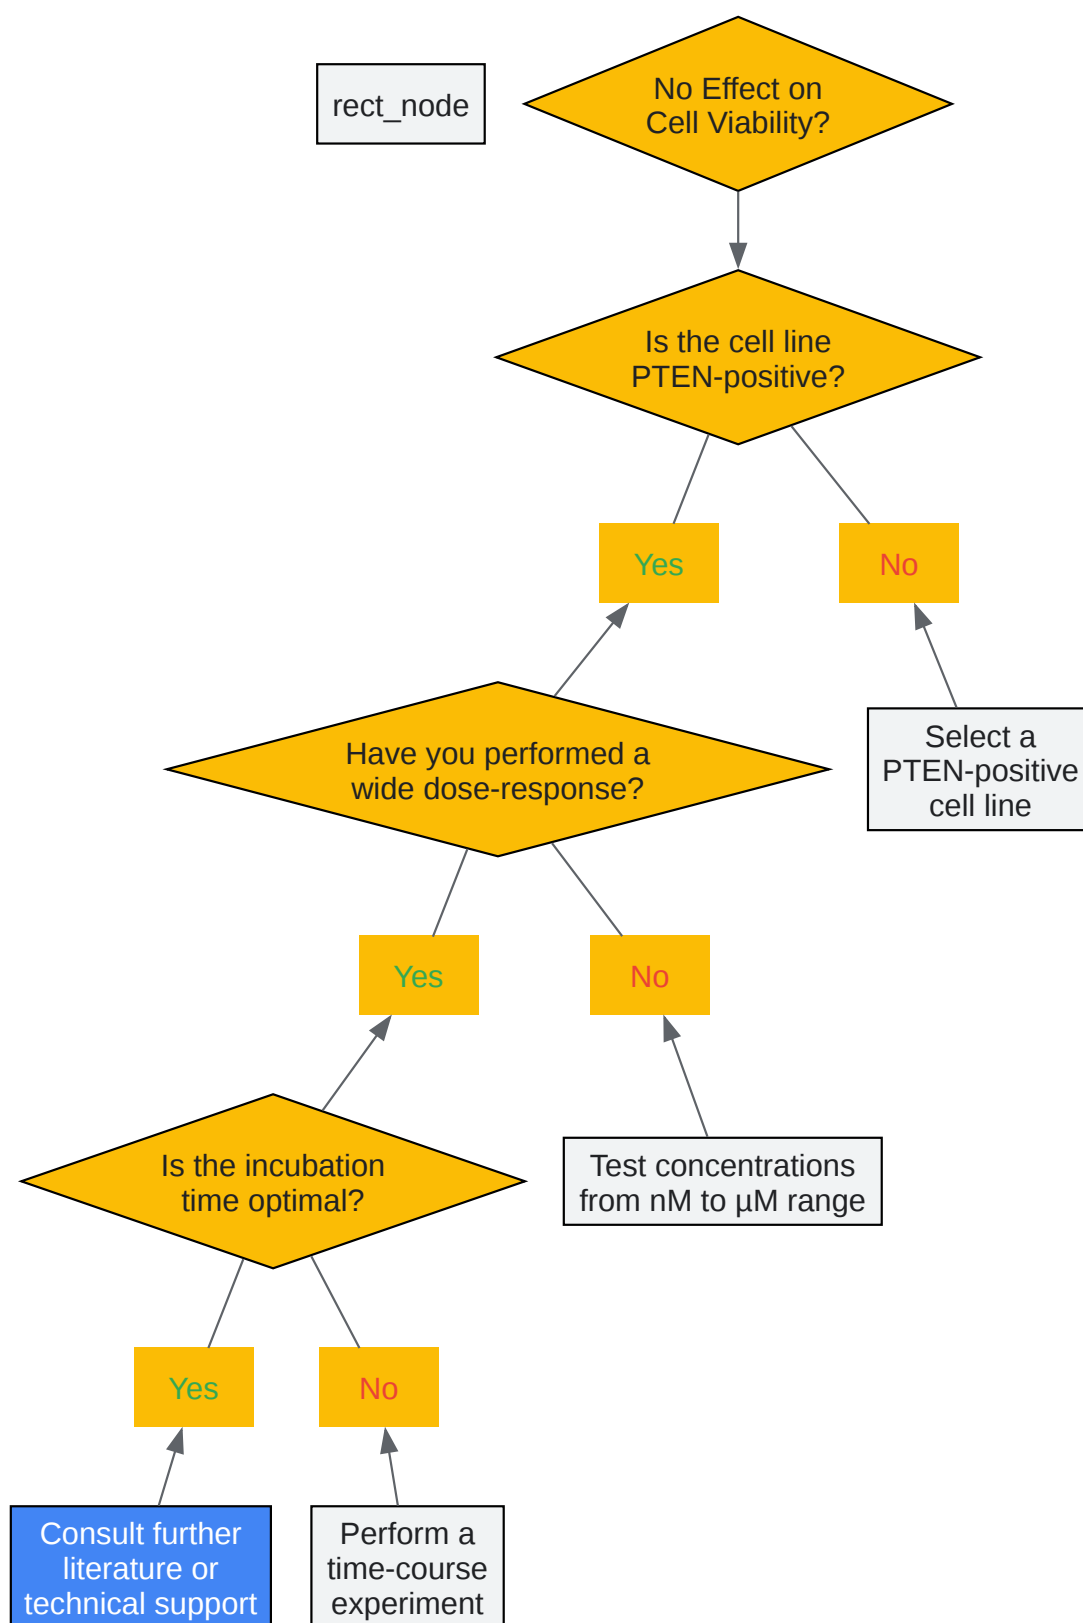 rect_node
No Effect on
Cell Viability?
Is the cell line
PTEN-positive?
Yes
No
Have you performed a
wide dose-response?
Select a
PTEN-positive
cell line
Yes
No
Is the incubation
time optimal?
Test concentrations
from nM to µM range
Yes
No
Consult further
literature or
technical support
Perform a
time-course
experiment